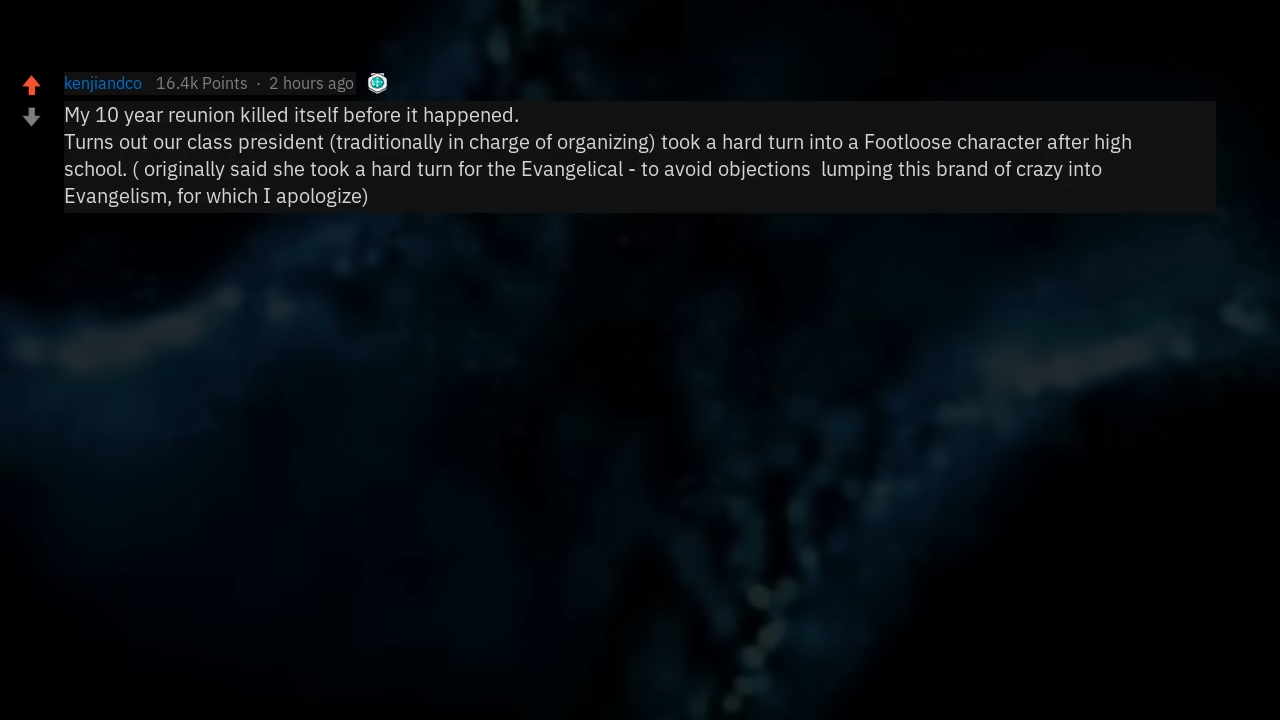 kenjiandco 16.4k Points · 2 hours ago
My 10 year reunion killed itself before it happened.
Turns out our class president (traditionally in charge of organizing) took a hard turn into a Footloose character after high
school. ( originally said she took a hard turn for the Evangelical - to avoid objections  lumping this brand of crazy into
Evangelism, for which I apologize)